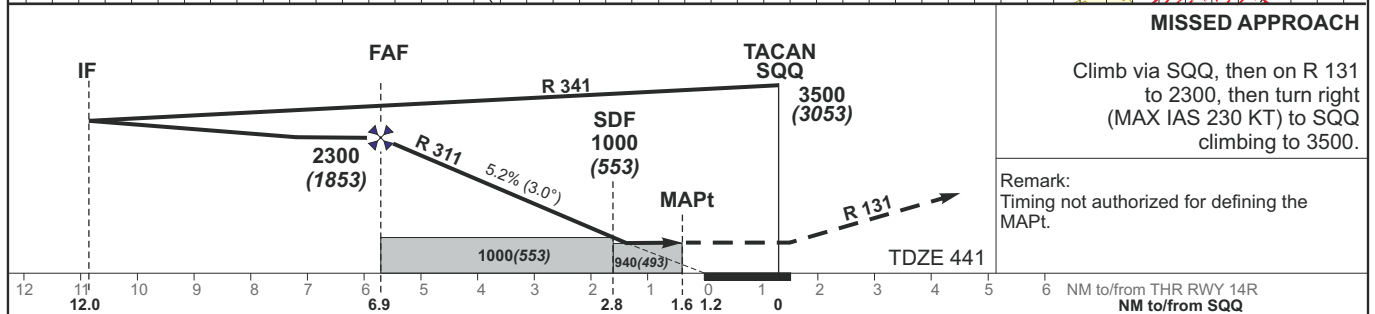 MISSED APPROACH
Climb via SQQ, then on R 131
to 2300, then turn right
(MAX IAS 230 KT) to SQQ
climbing to 3500.
Remark:
Timing not authorized for defining the
MAPt.
IF
FAF
TACAN
SQQ
R 341
3500
(3053)
SDF
1000
(553)
2300
(1853)
R 311
5.2% (3.0°)
MAPt
R 131
1000(553)
940(493)
TDZE 441
12 11 10 9 8 7 6 5 4 3 2 1 0 1 2 3 4 5 6 NM to/from THR RWY 14R
12.0 6.9 2.8 1.6 1.2 0 NM to/from SQQ